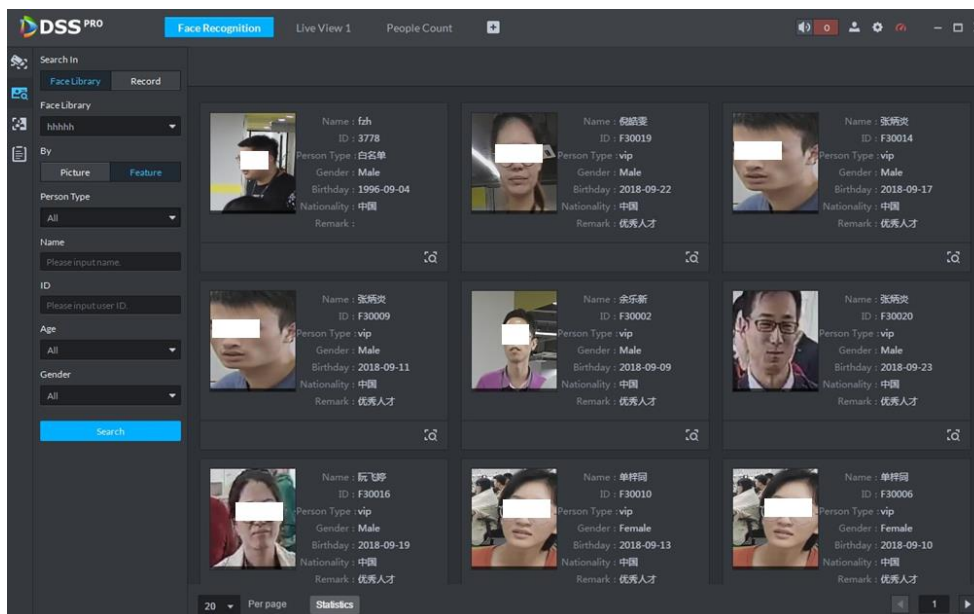 DSS PRO
Face Recognition
Live View 1
People Count
0
Search In
Face Library
Record
Face Library
hhhhh
By
Picture
Feature
Person Type
All
Name
Please input name.
ID
Please input user ID.
Age
All
Gender
All
Search
Name : fzh
ID : 3778
Person Type : 白名单
Gender : Male
Birthday : 1996-09-04
Nationality : 中国
Remark :
Name : 倪皓雯
ID : F30019
Person Type : vip
Gender : Male
Birthday : 2018-09-22
Nationality : 中国
Remark : 优秀人才
Name : 张炳炎
ID : F30014
Person Type : vip
Gender : Male
Birthday : 2018-09-17
Nationality : 中国
Remark : 优秀人才
Name : 张炳炎
ID : F30009
Person Type : vip
Gender : Male
Birthday : 2018-09-11
Nationality : 中国
Remark : 优秀人才
Name : 余乐新
ID : F30002
Person Type : vip
Gender : Male
Birthday : 2018-09-09
Nationality : 中国
Remark : 优秀人才
Name : 张炳炎
ID : F30020
Person Type : vip
Gender : Male
Birthday : 2018-09-23
Nationality : 中国
Remark : 优秀人才
Name : 阮飞婷
ID : F30016
Person Type : vip
Gender : Male
Birthday : 2018-09-19
Nationality : 中国
Remark : 优秀人才
Name : 单梓同
ID : F30010
Person Type : vip
Gender : Female
Birthday : 2018-09-13
Nationality : 中国
Remark : 优秀人才
Name : 单梓同
ID : F30006
Person Type : vip
Gender : Female
Birthday : 2018-09-10
Nationality : 中国
Remark : 优秀人才
20
Per page
Statistics
1